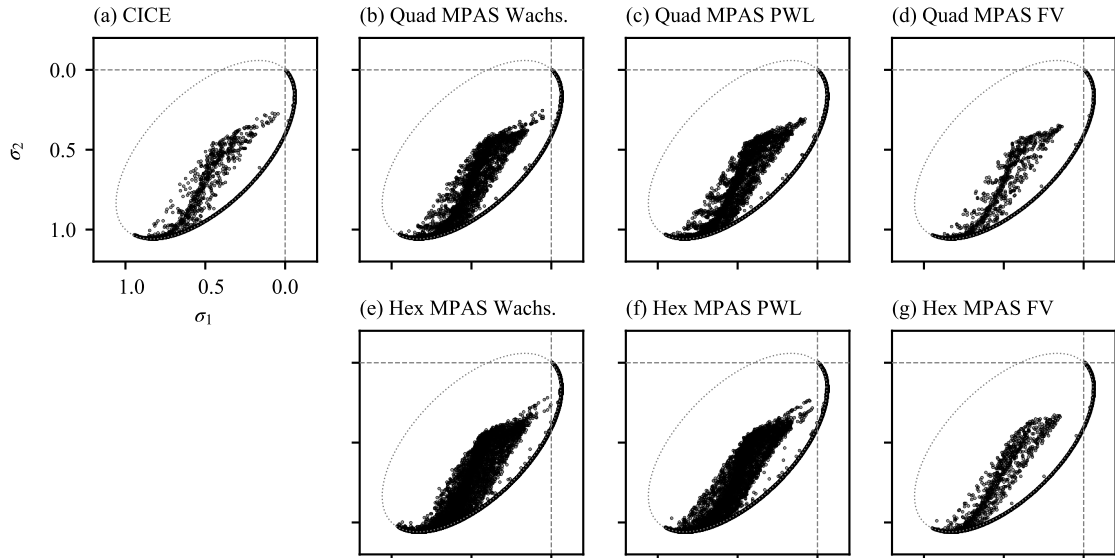 (a) CICE
(b) Quad MPAS Wachs.
(c) Quad MPAS PWL
(d) Quad MPAS FV
0.0
0.5
1.0
σ2
1.0
0.5
0.0
σ1
(e) Hex MPAS Wachs.
(f) Hex MPAS PWL
(g) Hex MPAS FV